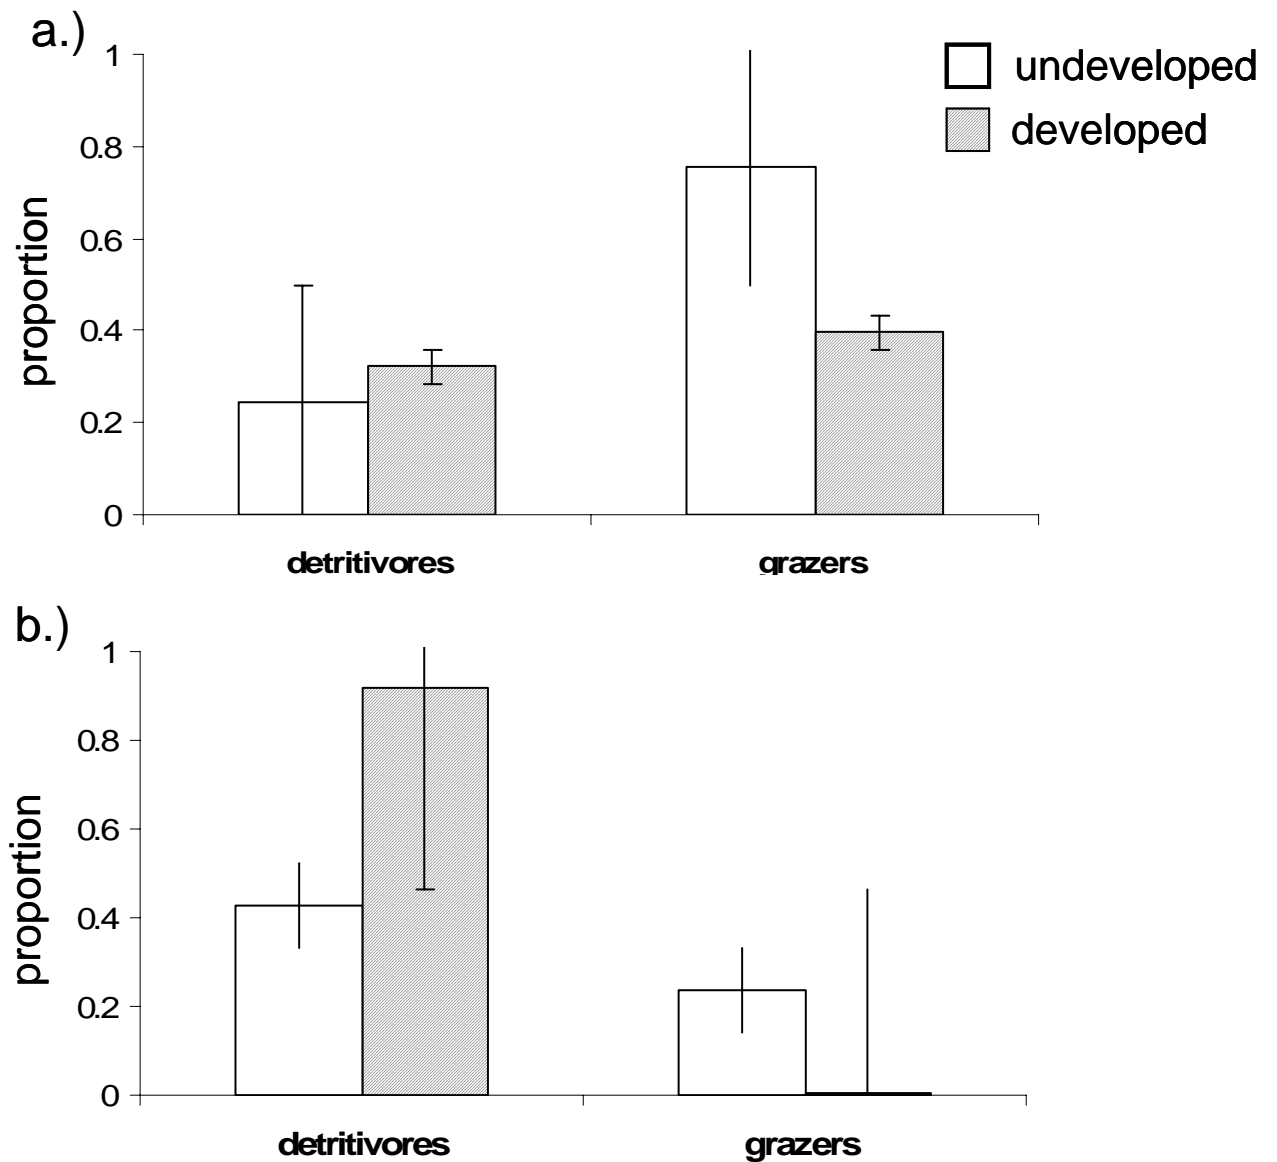 a.)
1
0.8
0.6
0.4
0.2
0
proportion
undeveloped
developed
detritivores grazers
b.)
1
0.8
0.6
0.4
0.2
0
proportion
detritivores grazers